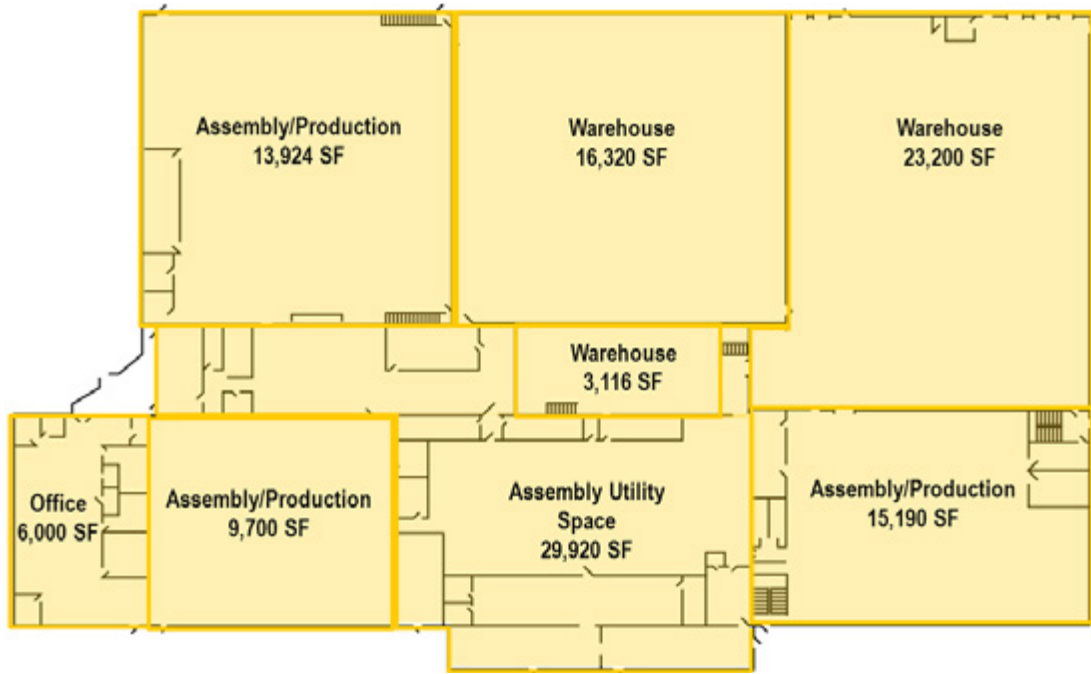 Assembly/Production
13,924 SF
Warehouse
16,320 SF
Warehouse
23,200 SF
Warehouse
3,116 SF
Office
6,000 SF
Assembly/Production
9,700 SF
Assembly Utility
Space
29,920 SF
Assembly/Production
15,190 SF